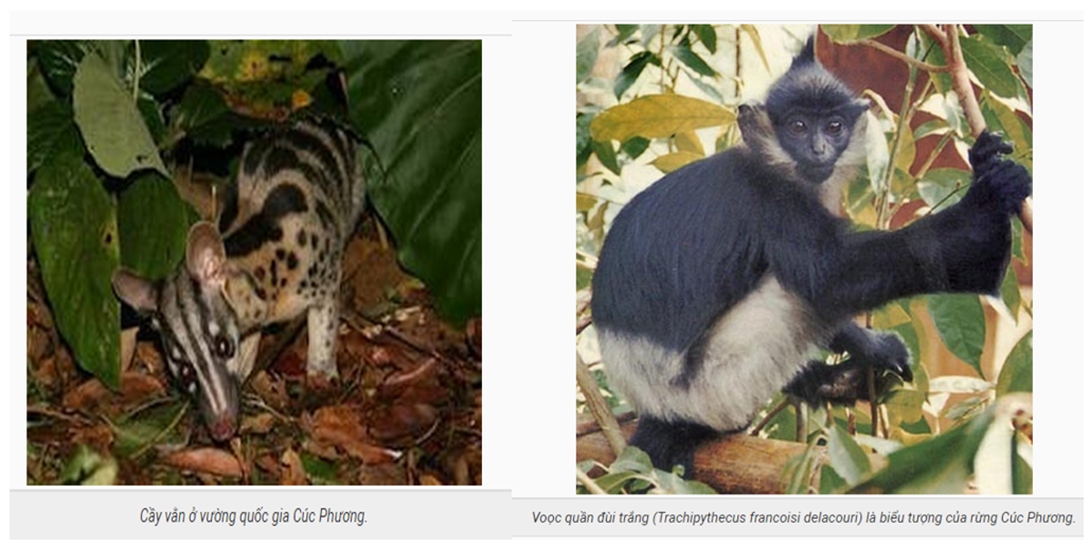 Cầy vằn ở vường quốc gia Cúc Phương.
Voọc quần đùi trắng (Trachipythecus francoisi delacouri) là biểu tượng của rừng Cúc Phương.